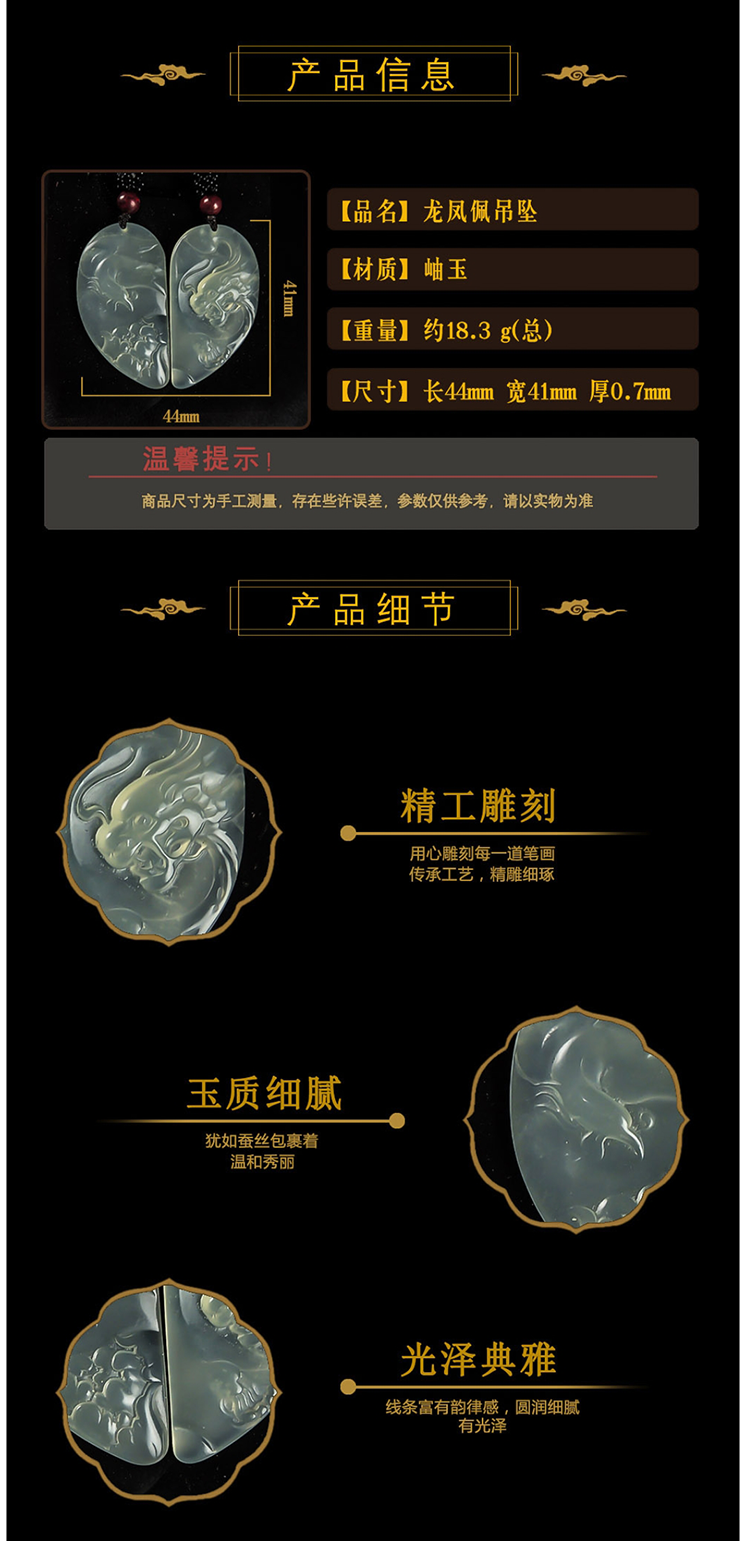 产品信息
41mm
44mm
【品名】龙凤佩吊坠
【材质】岫玉
【重量】约18.3 g(总)
【尺寸】长44mm 宽41mm 厚0.7mm
温馨提示!
商品尺寸为手工测量，存在些许误差，参数仅供参考，请以实物为准
产品细节
精工雕刻
用心雕刻每一道笔画
传承工艺，精雕细琢
玉质细腻
犹如蚕丝包裹着
温和秀丽
光泽典雅
线条富有韵律感，圆润细腻
有光泽